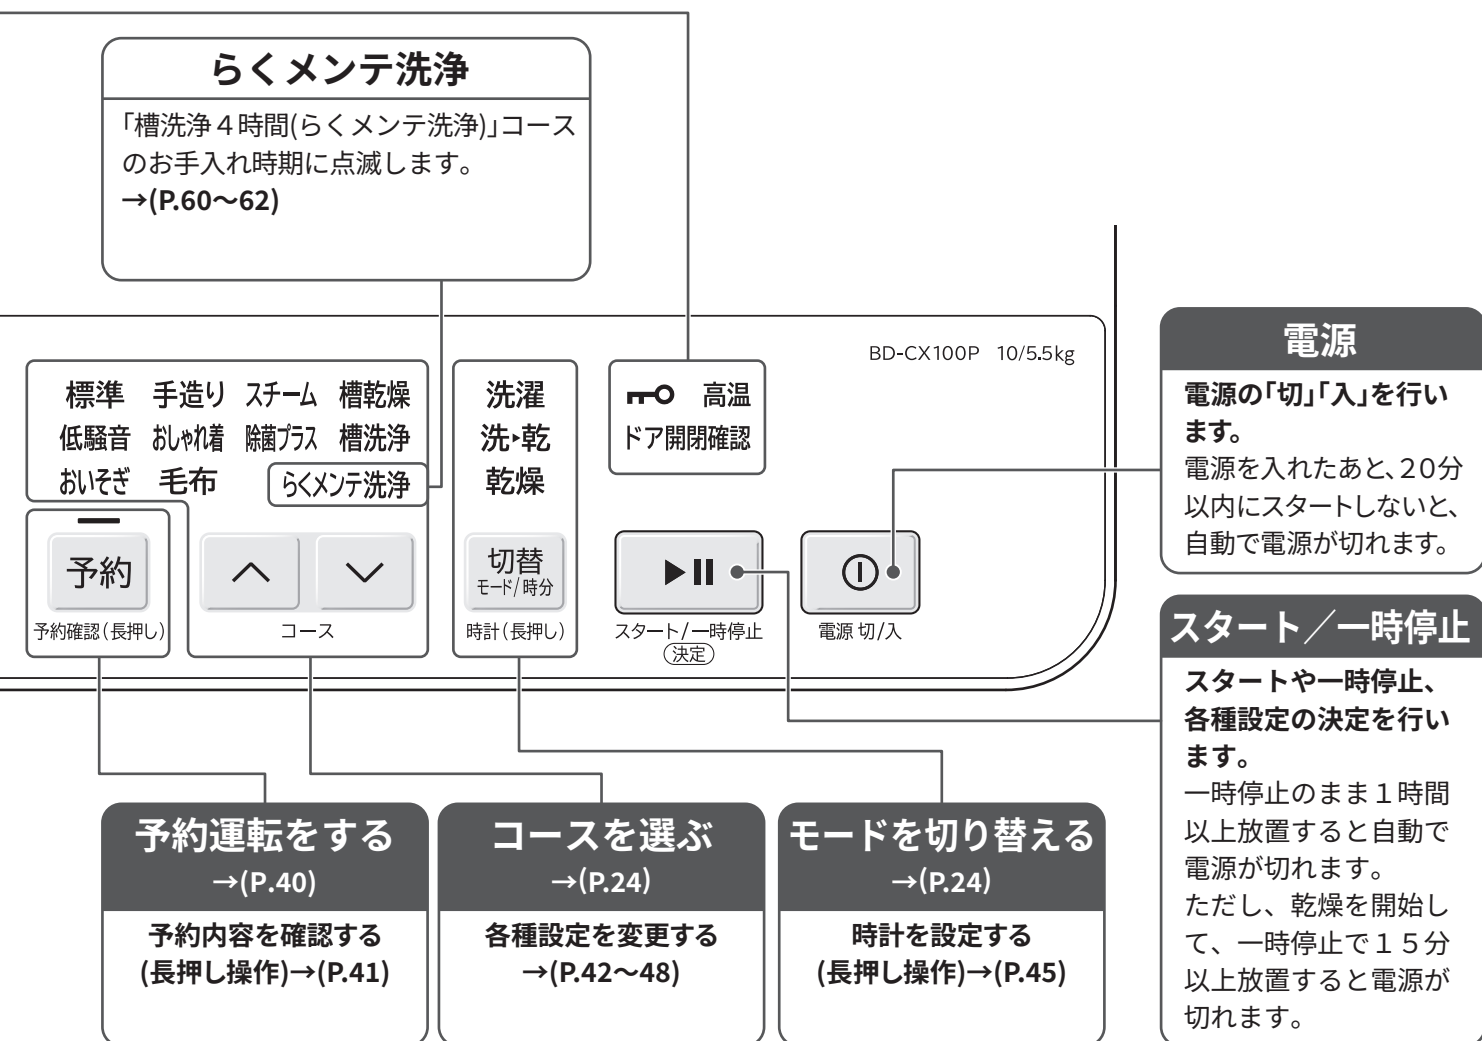 らくメンテ洗浄
「槽洗浄４時間(らくメンテ洗浄)」コース
のお手入れ時期に点滅します。
→(P.60～62)
BD-CX100P 10/5.5kg
標準 手造り スチーム 槽乾燥
低騒音 おしゃれ着 除菌プラス 槽洗浄
おいそぎ 毛布 らくメンテ洗浄
洗濯
洗・乾
乾燥
高温
ドア開閉確認
予約
予約確認(長押し)
コース
切替
モード/時分
時計(長押し)
スタート/一時停止
決定
電源 切/入
電源
電源の「切」「入」を行い
ます。
電源を入れたあと、20分
以内にスタートしないと、
自動で電源が切れます。
スタート／一時停止
スタートや一時停止、
各種設定の決定を行い
ます。
一時停止のまま１時間
以上放置すると自動で
電源が切れます。
ただし、乾燥を開始し
て、一時停止で１５分
以上放置すると電源が
切れます。
予約運転をする
→(P.40)
予約内容を確認する
(長押し操作)→(P.41)
コースを選ぶ
→(P.24)
各種設定を変更する
→(P.42～48)
モードを切り替える
→(P.24)
時計を設定する
(長押し操作)→(P.45)